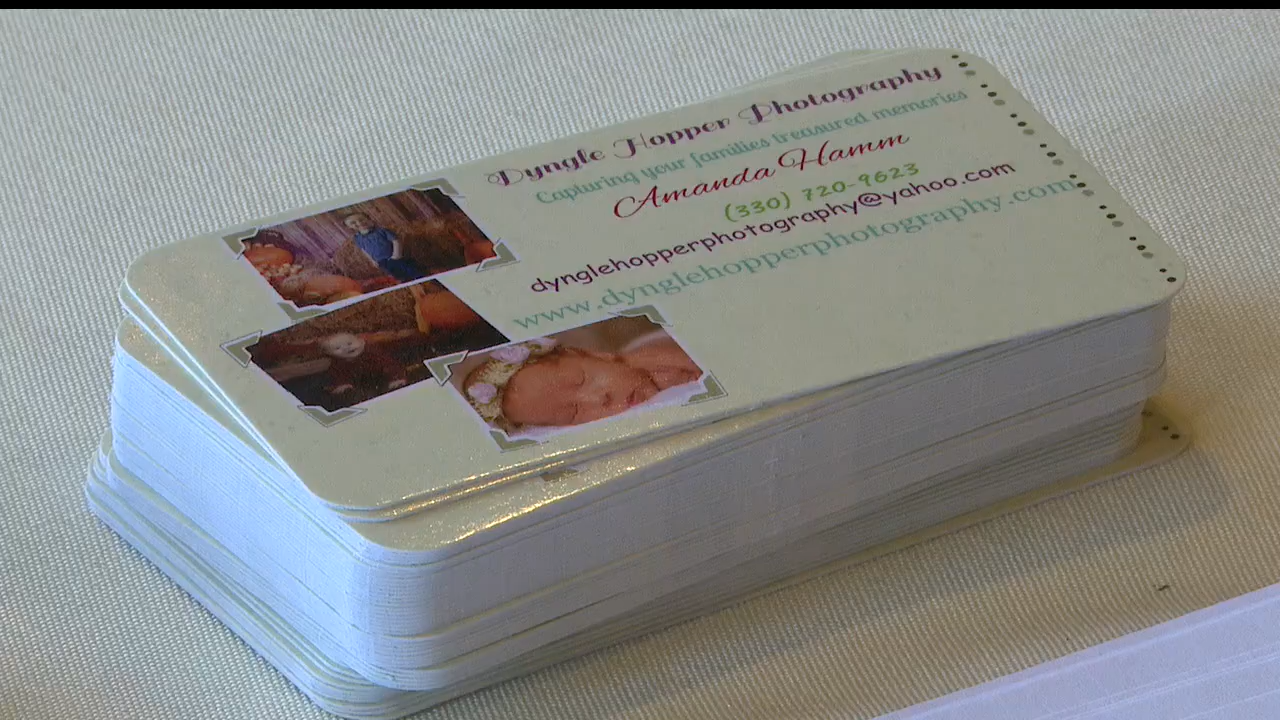 Dyngle Hopper Photography
Capturing your families treasured memories
Amanda Hamm
(330) 720-9623
dynglehopperphotography@yahoo.com
www.dynglehopperphotography.com